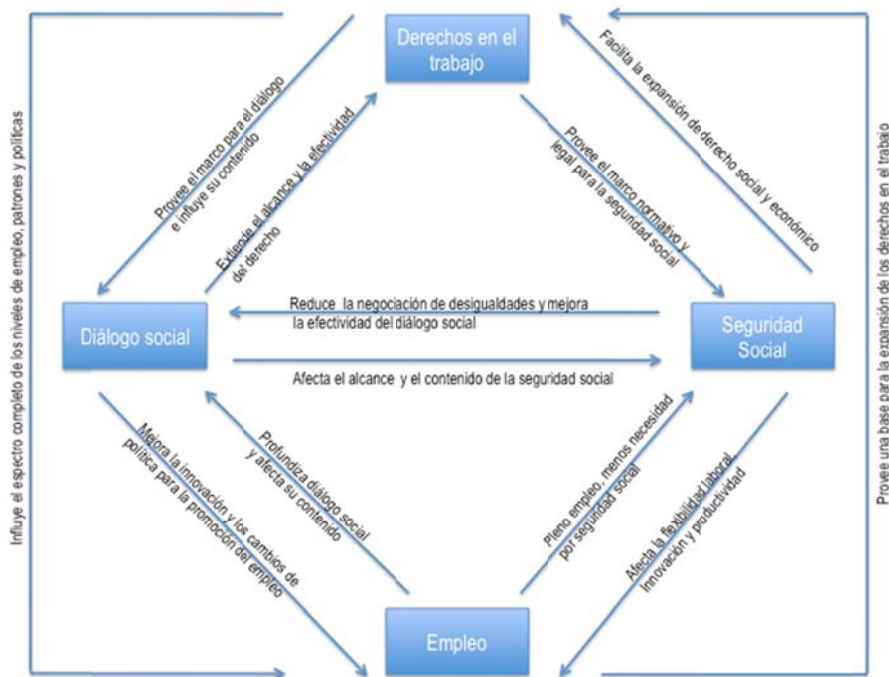 Derechos en el
trabajo
Provee el marco para el diálogo
e influye su contenido
Extiende el alcance y la efectividad
del derecho
Provee el marco normativo y
legal para la seguridad social
Facilita la expansión de derecho social y económico
Influye el espectro completo de los niveles de empleo, patrones y políticas
Provee una base para la expansión de los derechos en el trabajo
Diálogo social
Reduce la negociación de desigualdades y mejora
la efectividad del diálogo social
Afecta el alcance y el contenido de la seguridad social
Seguridad
Social
Mejora la innovación y los cambios de
política para la promoción del empleo
Profundiza diálogo social
y afecta su contenido
Pleno empleo, menos necesidad
por seguridad social
Afecta la flexibilidad laboral,
Innovación y productividad
Empleo